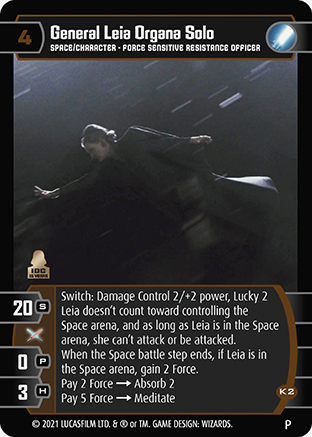 4
General Leia Organa Solo
SPACE/CHARACTER - FORCE SENSITIVE RESISTANCE OFFICER
IDC
15 YEARS
20 S
0 P
3 H
Switch: Damage Control 2/+2 power, Lucky 2
Leia doesn't count toward controlling the
Space arena, and as long as Leia is in the Space
arena, she can't attack or be attacked.
When the Space battle step ends, if Leia is in
the Space arena, gain 2 Force.
Pay 2 Force → Absorb 2
Pay 5 Force → Meditate
K2
© 2021 LUCASFILM LTD. & ® or TM. GAME DESIGN: WIZARDS.
P